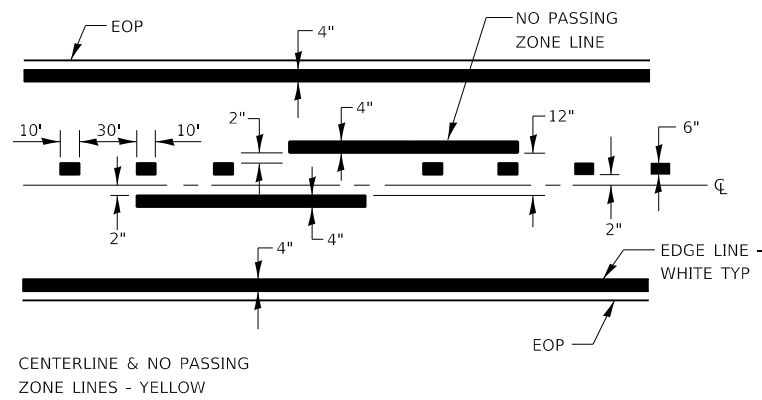 EOP
4"
NO PASSING
ZONE LINE
10'
30'
10'
2"
4"
12"
6"
℄
2"
4"
4"
2"
EDGE LINE -
WHITE TYP
EOP
CENTERLINE & NO PASSING
ZONE LINES - YELLOW